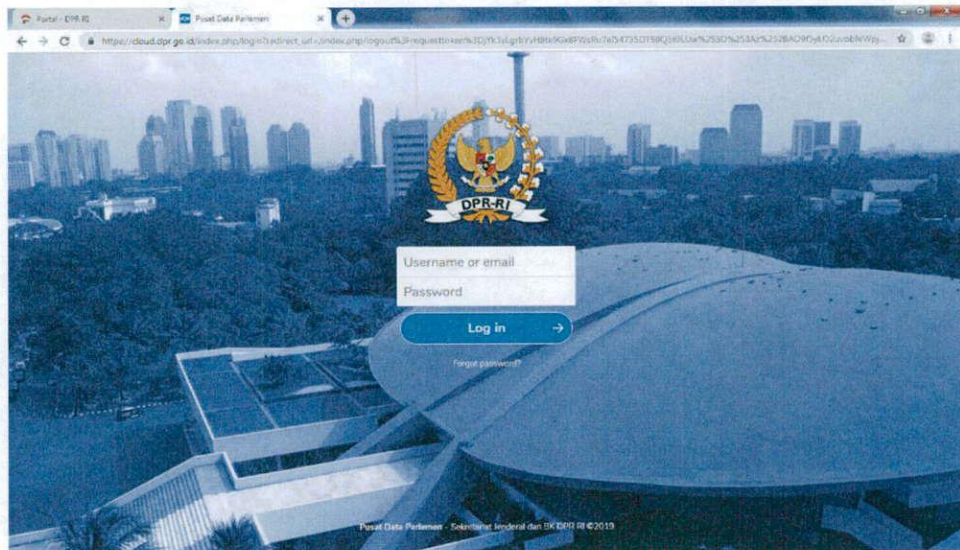 Portal - DPR RI
Pusat Data Parlemen
DPR-RI
Username or email
Password
Log in
Forgot password?
Pusat Data Parlemen - Sekretariat Jenderal dan BK DPR RI ©2019